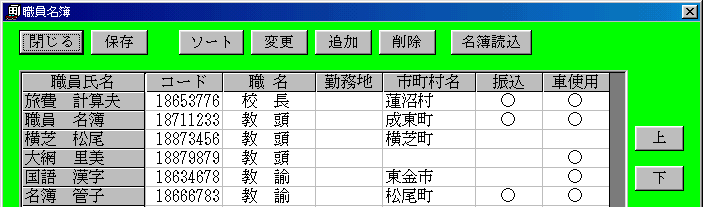 職員名簿
閉じる 保存 ソート 変更 追加 削除 名簿読込
職員氏名 コード 職 名 勤務地 市町村名 振込 車使用
旅費 計算夫 18653776 校 長 蓮沼村 ○ ○
職員 名簿 18711233 教 頭 成東町 ○ ○
横芝 松尾 18873456 教 頭 横芝町
大網 里美 18879879 教 頭 ○
国語 漢字 18634678 教 諭 東金市 ○
名簿 管子 18666783 教 諭 松尾町 ○ ○
上
下